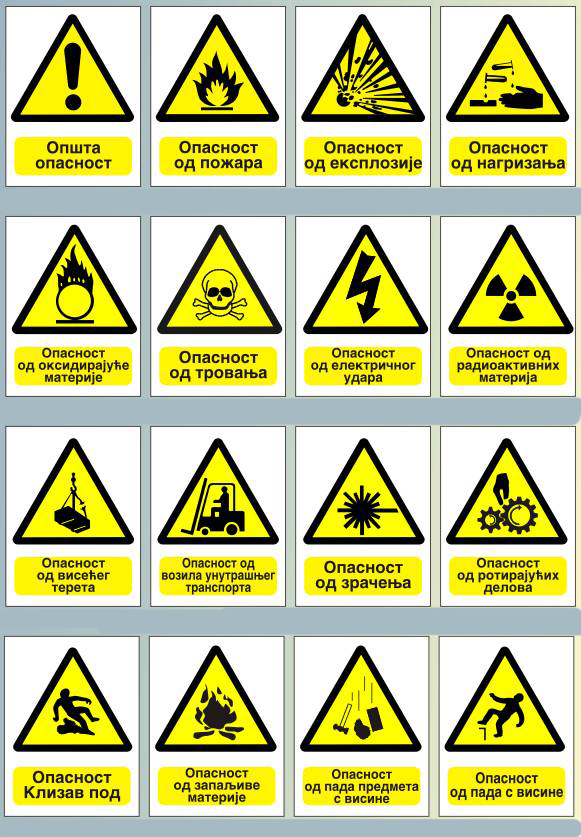 Општа
опасност
Опасност
од пожара
Опасност
од експлозије
Опасност
од нагризања
Опасност
од оксидирајуће
материје
Опасност
од тровања
Опасност
од електричног
удара
Опасност од
радиоактивних
материја
Опасност
од висећег
терета
Опасност од
возила унутрашњег
транспорта
Опасност
од зрачења
Опасност
од ротирајућих
делова
Опасност
Клизав под
Опасност
од запаљиве
материје
Опасност
од пада предмета
с висине
Опасност
од пада с висине